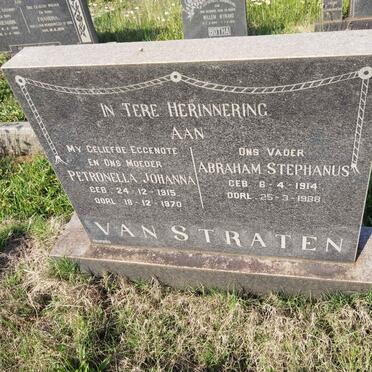 IN TERE HERINNERING
AAN
MY GELIEFDE EGGENOTE
EN ONS MOEDER
PETRONELLA JOHANNA
GEB. 24-12-1915
OORL. 18-12-1970
ONS VADER
ABRAHAM STEPHANUS
GEB. 6-4-1914
OORL. 25-3-1988
VAN STRATEN
BOTHA